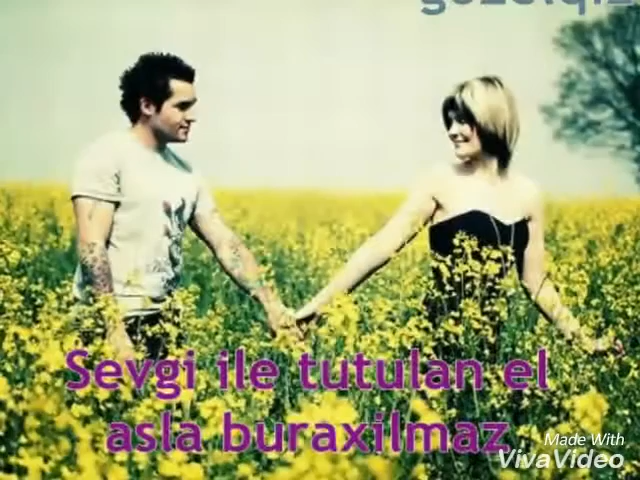 Sevgi ile tutulan el
asla buraxilmaz
Made With
VivaVideo